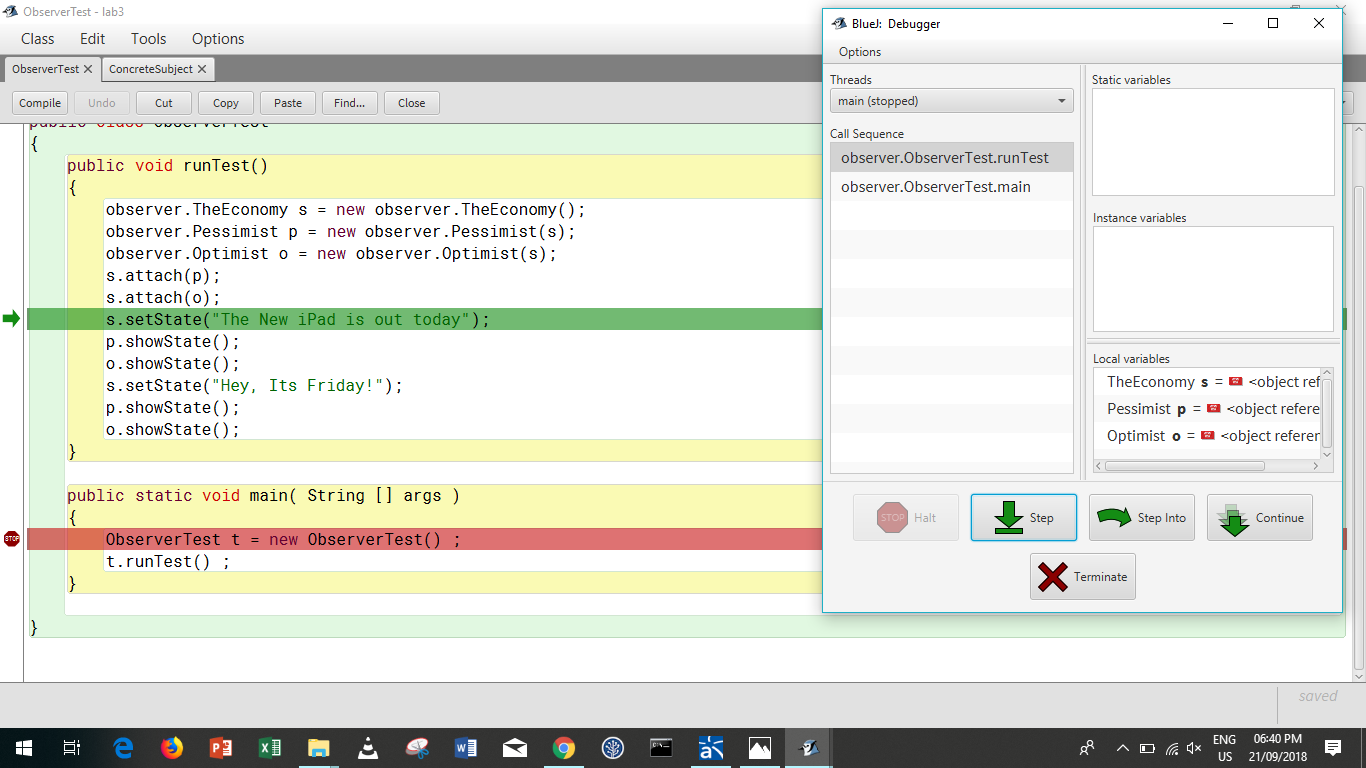 ObserverTest - lab3
Class Edit Tools Options
ObserverTest ConcreteSubject
Compile Undo Cut Copy Paste Find... Close
{
public void runTest()
{
observer.TheEconomy s = new observer.TheEconomy();
observer.Pessimist p = new observer.Pessimist(s);
observer.Optimist o = new observer.Optimist(s);
s.attach(p);
s.attach(o);
s.setState("The New iPad is out today");
p.showState();
o.showState();
s.setState("Hey, Its Friday!");
p.showState();
o.showState();
}
public static void main( String [] args )
{
STOP
ObserverTest t = new ObserverTest() ;
t.runTest() ;
}
}
saved
BlueJ: Debugger
Options
Threads
main (stopped)
Call Sequence
observer.ObserverTest.runTest
observer.ObserverTest.main
Static variables
Instance variables
Local variables
TheEconomy s = <object ref
Pessimist p = <object refere
Optimist o = <object referer
STOP Halt Step Step Into Continue
Terminate
ENG
US
06:40 PM
21/09/2018